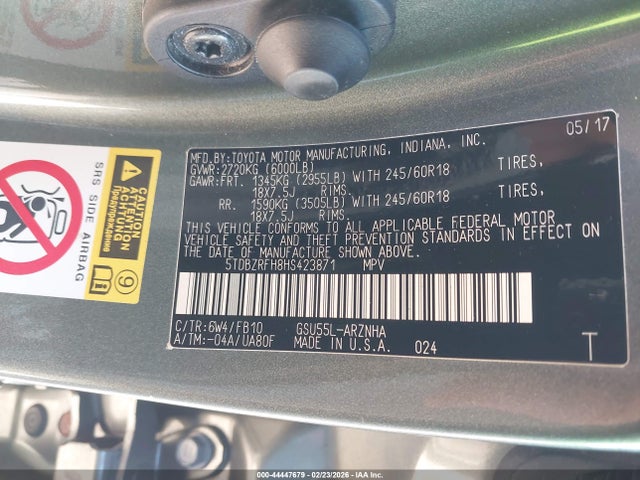 05/17
MFD.BY:TOYOTA MOTOR MANUFACTURING, INDIANA, INC.
GVWR:2720KG (6000LB)
GAWR:FRT. 1345KG (2955LB) WITH 245/60R18 TIRES,
18X7.5J RIMS.
RR. 1590KG (3505LB) WITH 245/60R18 TIRES,
18X7.5J RIMS.
THIS VEHICLE CONFORMS TO ALL APPLICABLE FEDERAL MOTOR
VEHICLE SAFETY AND THEFT PREVENTION STANDARDS IN EFFECT ON
THE DATE OF MANUFACTURE SHOWN ABOVE.
5TDBZRFH8HS423871 MPV
C/TR:6W4/FB10 GSU55L-ARZNHA
A/TM:-04A/UA80F MADE IN U.S.A. 024
T
SRS SIDE AIRBAG
CAUTION
ATTENTION
ACHTUNG
9
000-44447679 - 02/23/2026 - IAAI.CA